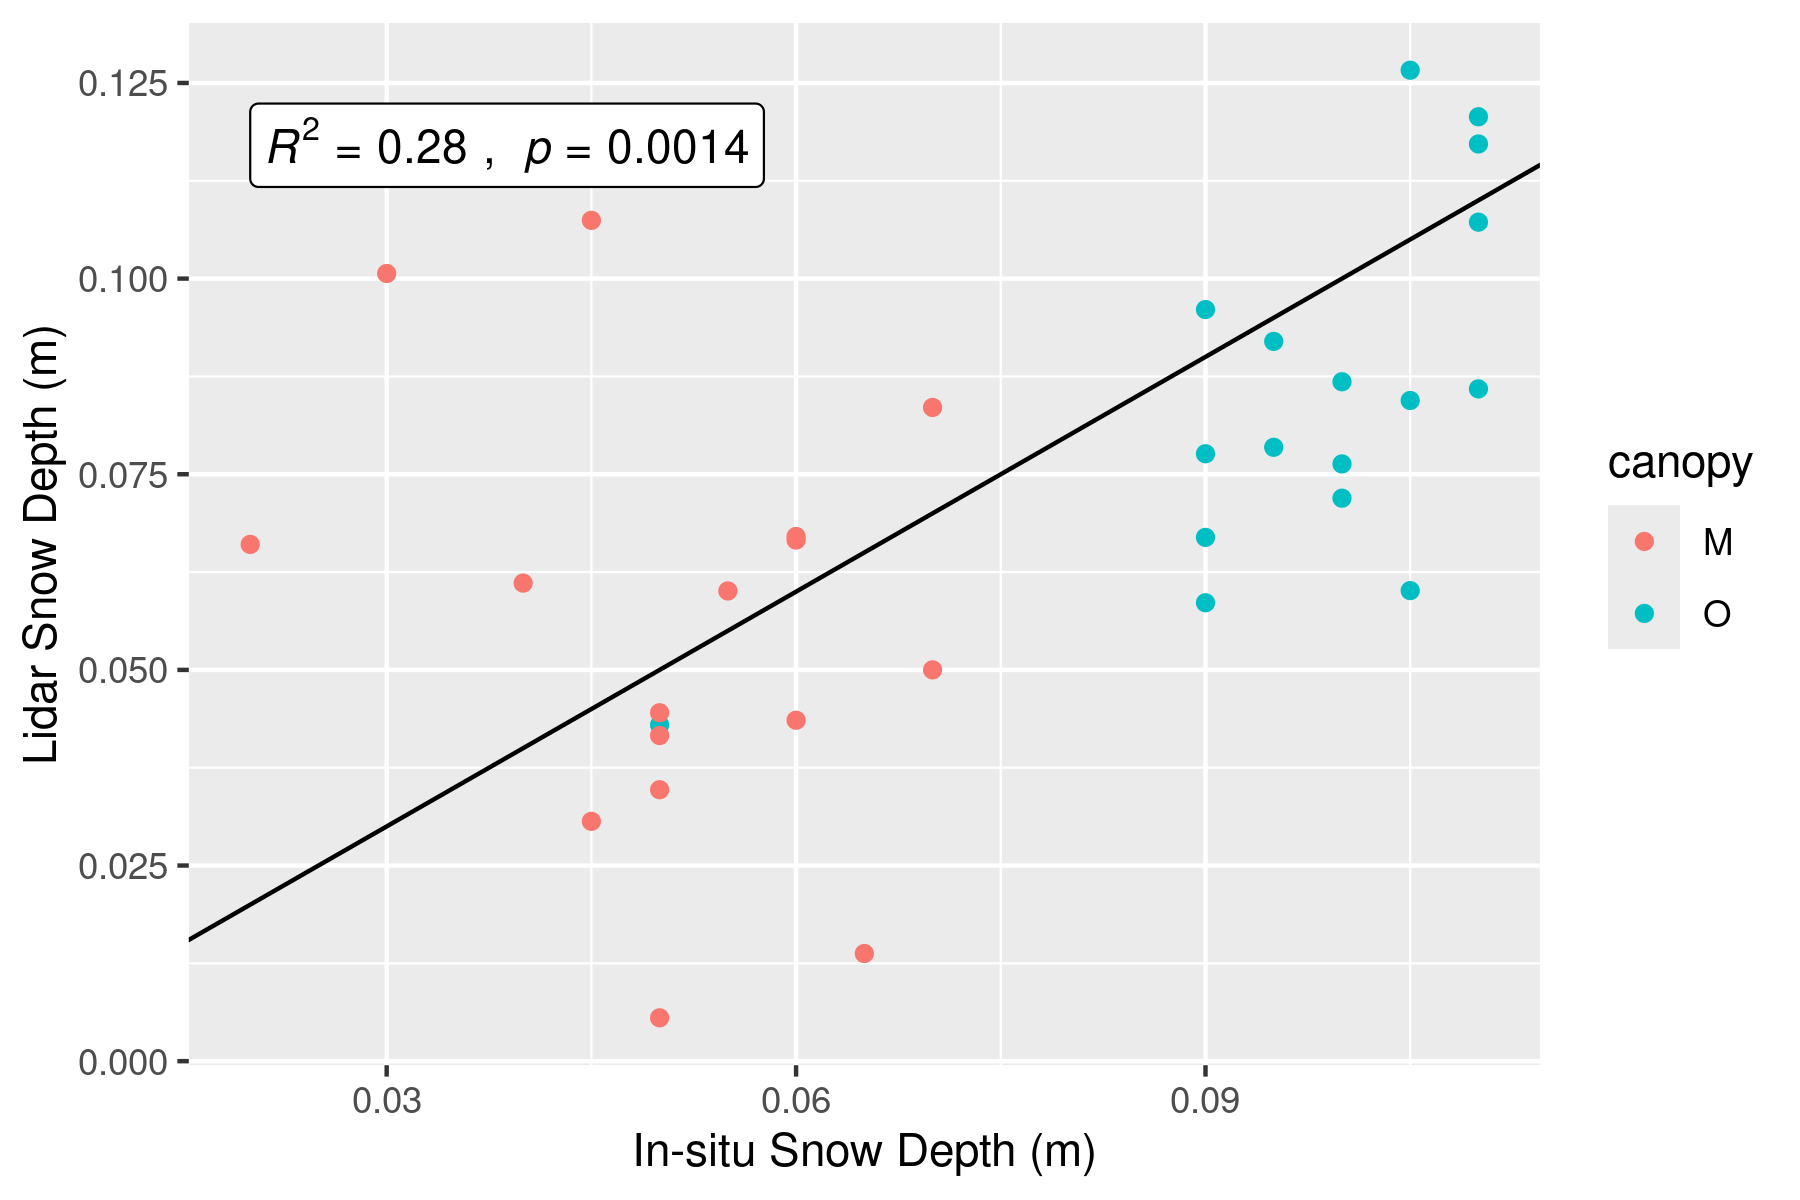 R² = 0.28 , p = 0.0014
0.125
0.100
0.075
0.050
0.025
0.000
Lidar Snow Depth (m)
0.03 0.06 0.09
In-situ Snow Depth (m)
canopy
M
O